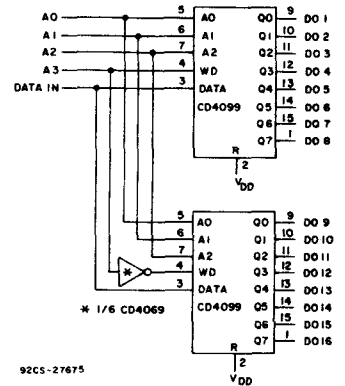 A0 5 A0 Q0 9 DO 1
A1 6 A1 Q1 10 DO 2
A2 7 A2 Q2 11 DO 3
A3 4 WD Q3 12 DO 4
DATA IN 3 DATA Q4 13 DO 5
CD4099 Q5 14 DO 6
Q6 15 DO 7
Q7 1 DO 8
R
2
VDD
5 A0 Q0 9 DO 9
6 A1 Q1 10 DO 10
7 A2 Q2 11 DO 11
* 4 WD Q3 12 DO 12
3 DATA Q4 13 DO 13
* 1/6 CD4069 CD4099 Q5 14 DO 14
Q6 15 DO 15
Q7 1 DO 16
R
2
VDD
92CS-27675